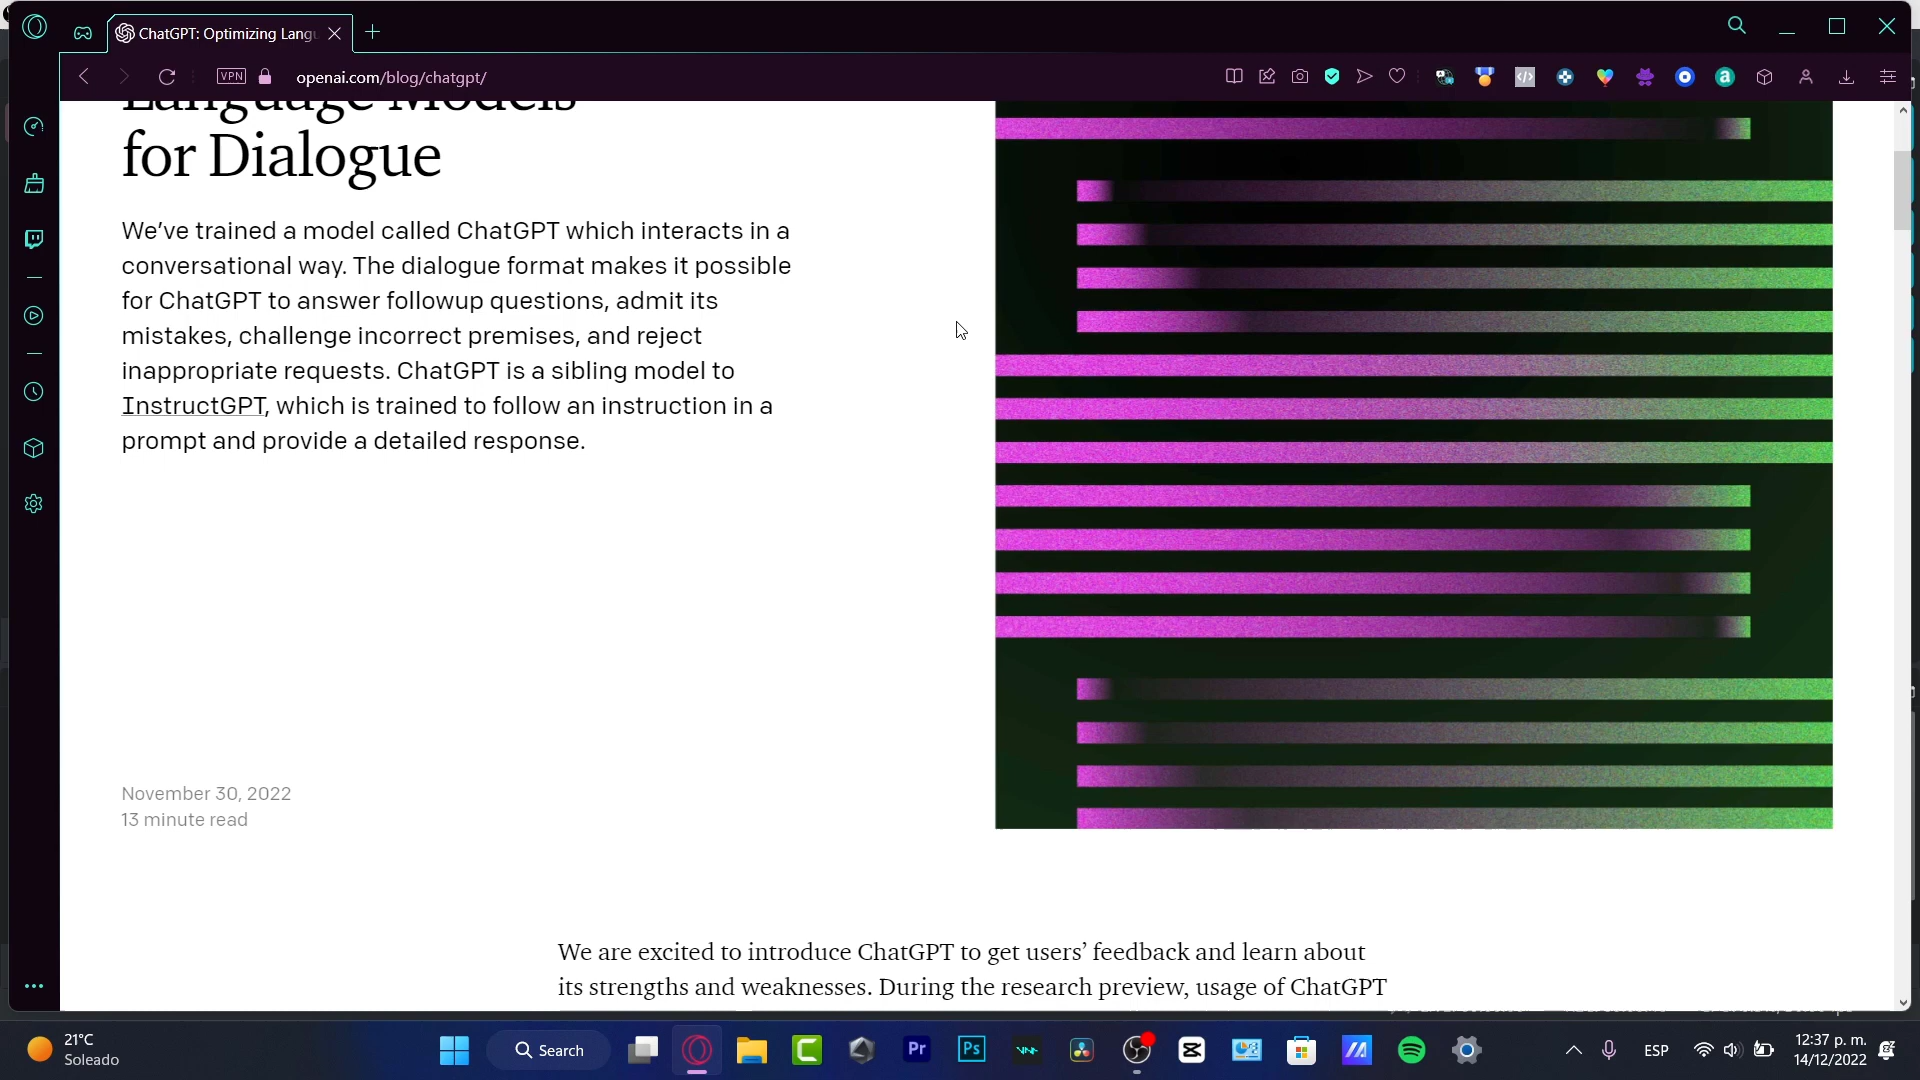 ChatGPT: Optimizing Langu
VPN
openai.com/blog/chatgpt/
Language Models
for Dialogue
We've trained a model called ChatGPT which interacts in a
conversational way. The dialogue format makes it possible
for ChatGPT to answer followup questions, admit its
mistakes, challenge incorrect premises, and reject
inappropriate requests. ChatGPT is a sibling model to
InstructGPT, which is trained to follow an instruction in a
prompt and provide a detailed response.
November 30, 2022
13 minute read
We are excited to introduce ChatGPT to get users' feedback and learn about
its strengths and weaknesses. During the research preview, usage of ChatGPT
21°C
Soleado
Search
Pr
Ps
ESP
12:37 p. m.
14/12/2022